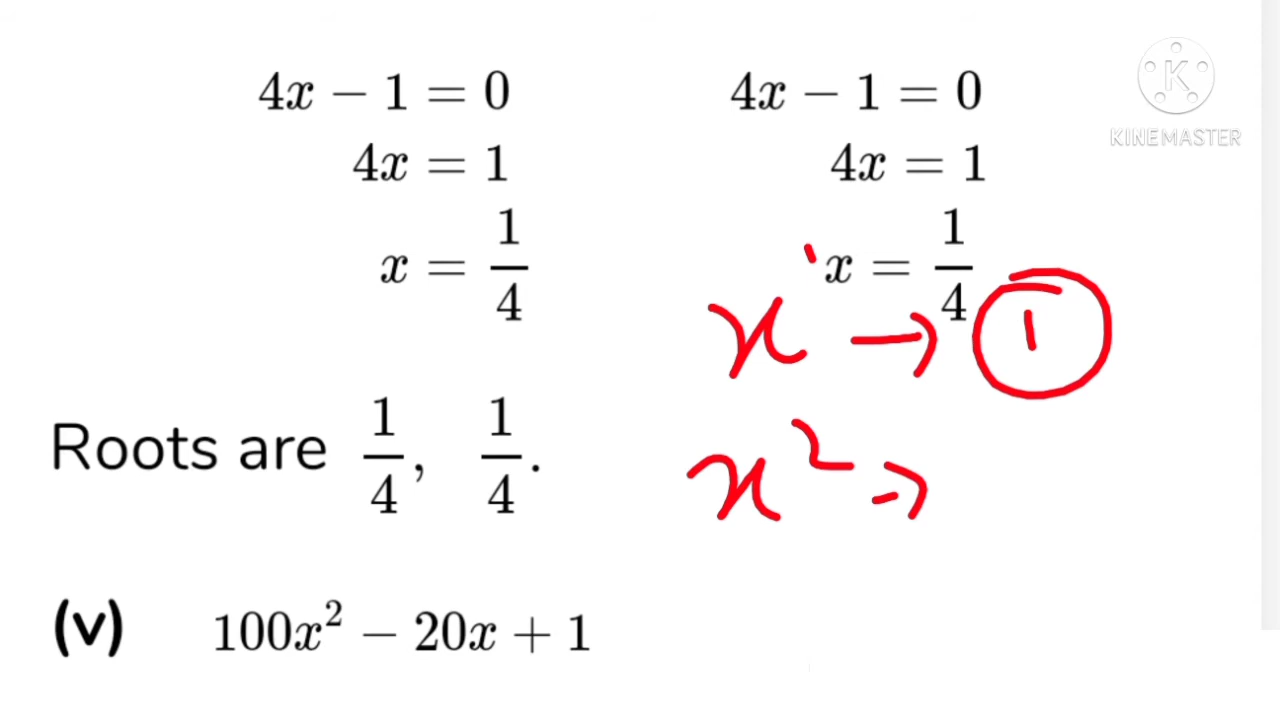 4x − 1 = 0 4x − 1 = 0
K
KINEMASTER
4x = 1 4x = 1
x = 1/4 x = 1/4
x → 1
Roots are 1/4, 1/4.
x² →
(v) 100x² − 20x + 1